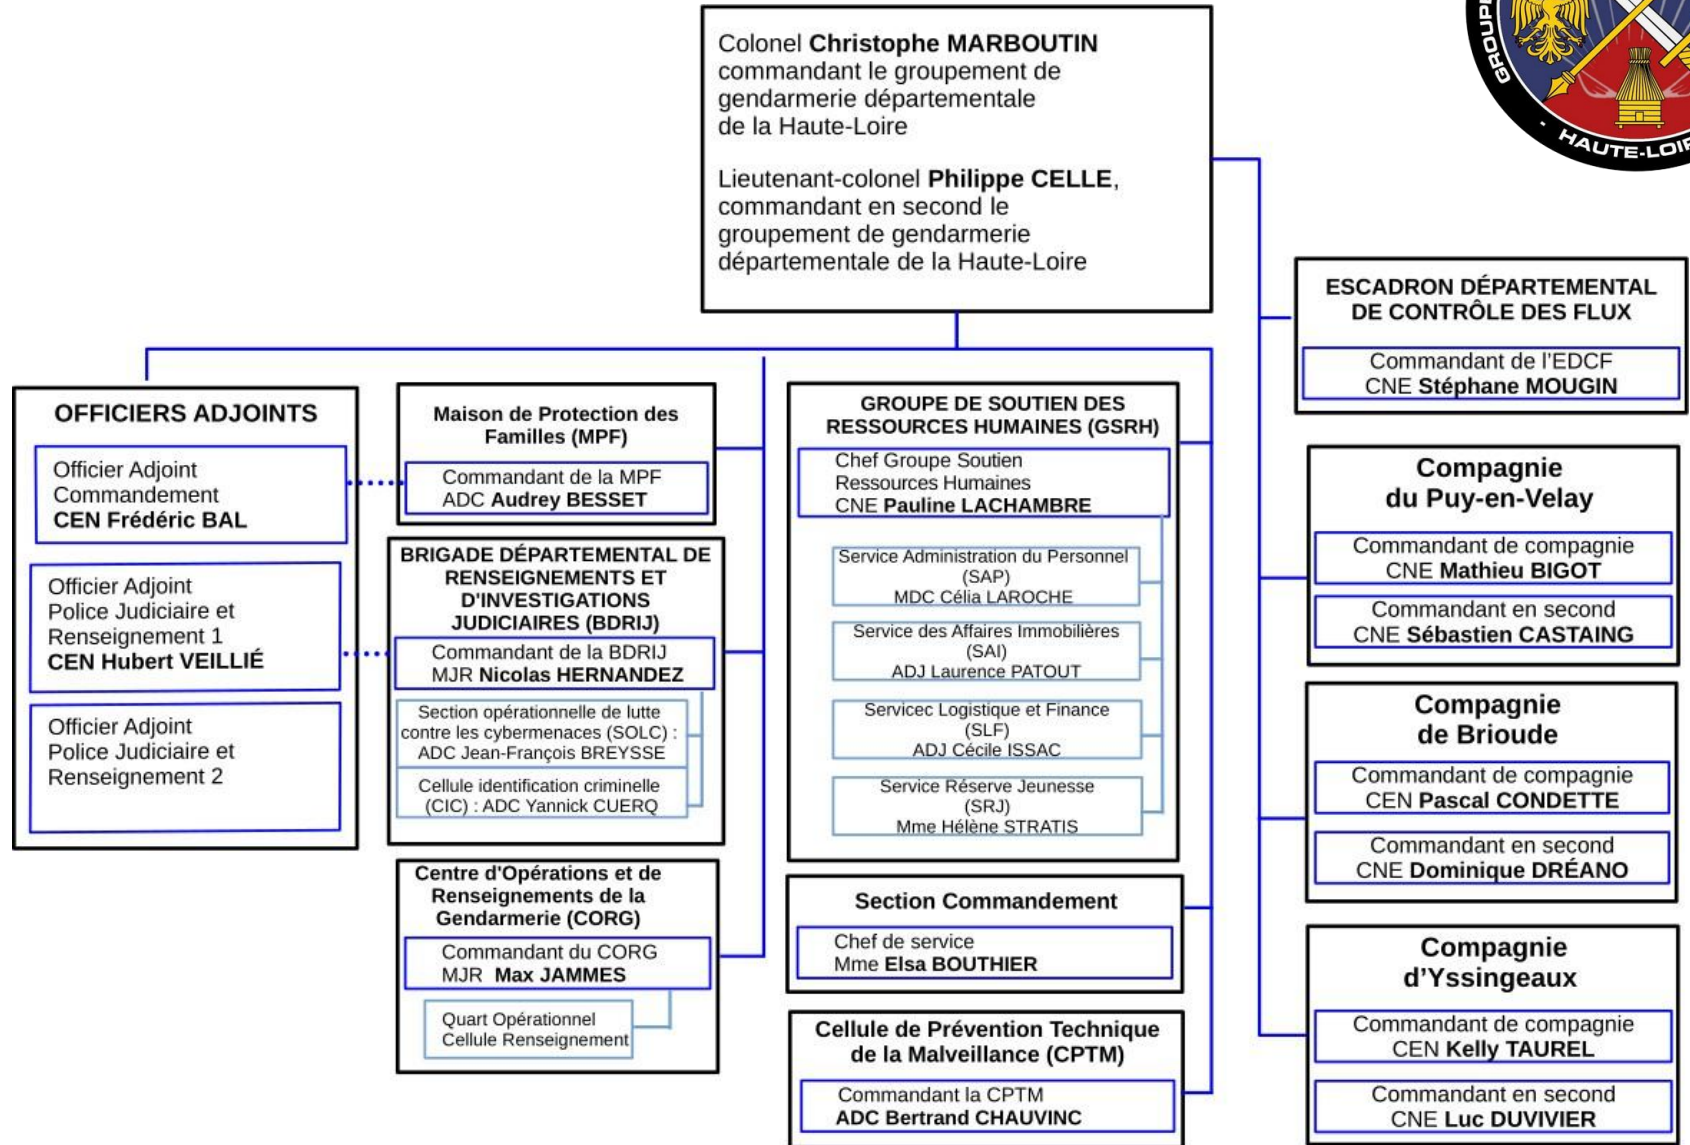 Colonel Christophe MARBOUTIN
commandant le groupement de
gendarmerie départementale
de la Haute-Loire
Lieutenant-colonel Philippe CELLE,
commandant en second le
groupement de gendarmerie
départementale de la Haute-Loire
OFFICIERS ADJOINTS
Officier Adjoint
Commandement
CEN Frédéric BAL
Officier Adjoint
Police Judiciaire et
Renseignement 1
CEN Hubert VEILLIÉ
Officier Adjoint
Police Judiciaire et
Renseignement 2
Maison de Protection des
Familles (MPF)
Commandant de la MPF
ADC Audrey BESSET
BRIGADE DÉPARTEMENTAL DE
RENSEIGNEMENTS ET
D'INVESTIGATIONS
JUDICIAIRES (BDRIJ)
Commandant de la BDRIJ
MJR Nicolas HERNANDEZ
Section opérationnelle de lutte
contre les cybermenaces (SOLC) :
ADC Jean-François BREYSSE
Cellule identification criminelle
(CIC) : ADC Yannick CUERQ
Centre d'Opérations et de
Renseignements de la
Gendarmerie (CORG)
Commandant du CORG
MJR Max JAMMES
Quart Opérationnel
Cellule Renseignement
GROUPE DE SOUTIEN DES
RESSOURCES HUMAINES (GSRH)
Chef Groupe Soutien
Ressources Humaines
CNE Pauline LACHAMBRE
Service Administration du Personnel
(SAP)
MDC Célia LAROCHE
Service des Affaires Immobilières
(SAI)
ADJ Laurence PATOUT
Servicec Logistique et Finance
(SLF)
ADJ Cécile ISSAC
Service Réserve Jeunesse
(SRJ)
Mme Hélène STRATIS
Section Commandement
Chef de service
Mme Elsa BOUTHIER
Cellule de Prévention Technique
de la Malveillance (CPTM)
Commandant la CPTM
ADC Bertrand CHAUVINC
ESCADRON DÉPARTEMENTAL
DE CONTRÔLE DES FLUX
Commandant de l'EDCF
CNE Stéphane MOUGIN
Compagnie
du Puy-en-Velay
Commandant de compagnie
CNE Mathieu BIGOT
Commandant en second
CNE Sébastien CASTAING
Compagnie
de Brioude
Commandant de compagnie
CEN Pascal CONDETTE
Commandant en second
CNE Dominique DRÉANO
Compagnie
d'Yssingeaux
Commandant de compagnie
CEN Kelly TAUREL
Commandant en second
CNE Luc DUVIVIER